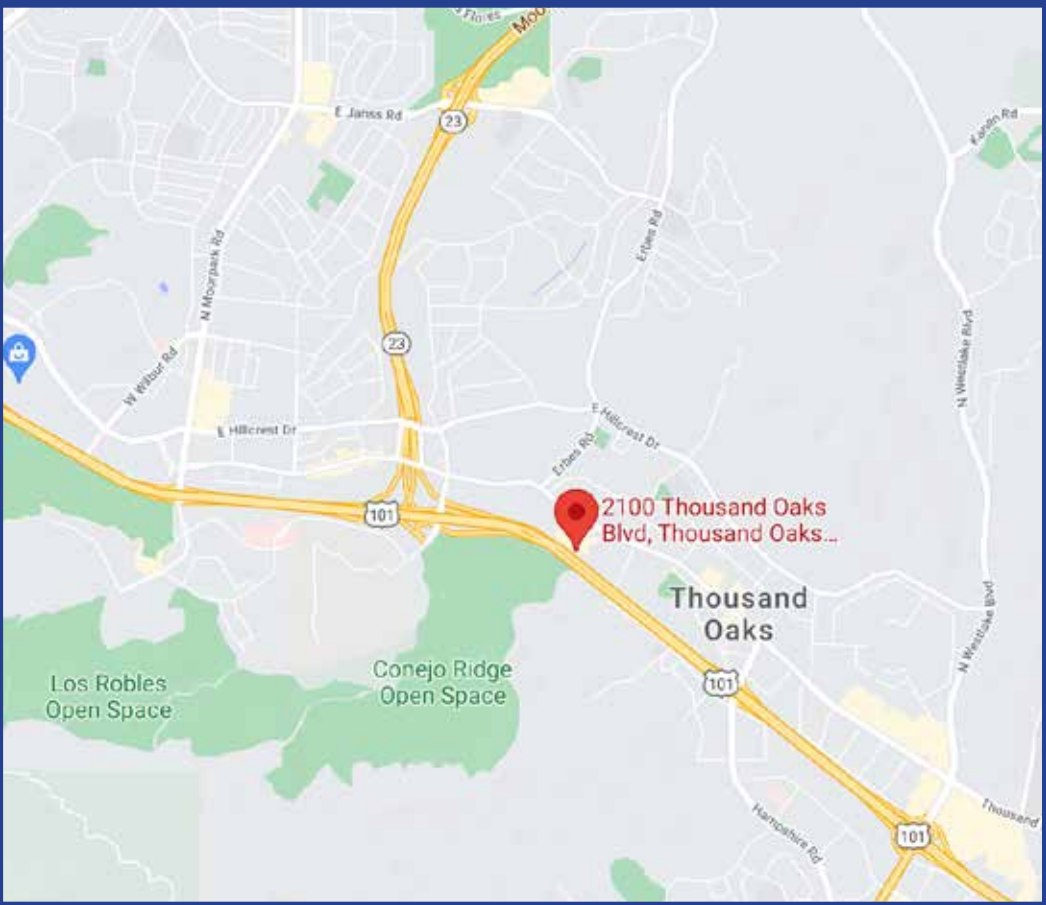 Flores
Moor
E Janss Rd
23
Kanan Rd
Erbes Rd
N Moorpark Rd
23
N Westlake Blvd
W Wilbur Rd
E Hillcrest Dr
E Hillcrest Dr
Erbes Rd
101
2100 Thousand Oaks
Blvd, Thousand Oaks...
Thousand
Oaks
N Westlake Blvd
Conejo Ridge
Open Space
Los Robles
Open Space
101
Thousand
Hampshire Rd
101